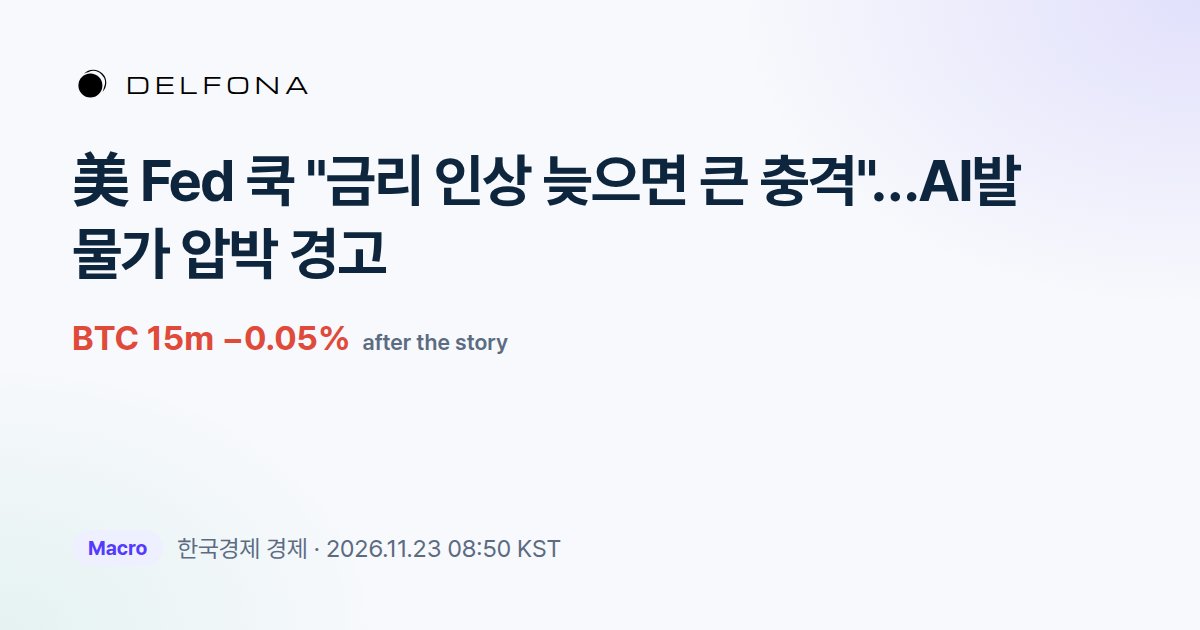 DELFONA
美 Fed 쿡 "금리 인상 늦으면 큰 충격"…AI발
물가 압박 경고
BTC 15m −0.05% after the story
Macro 한국경제 경제 · 2026.11.23 08:50 KST